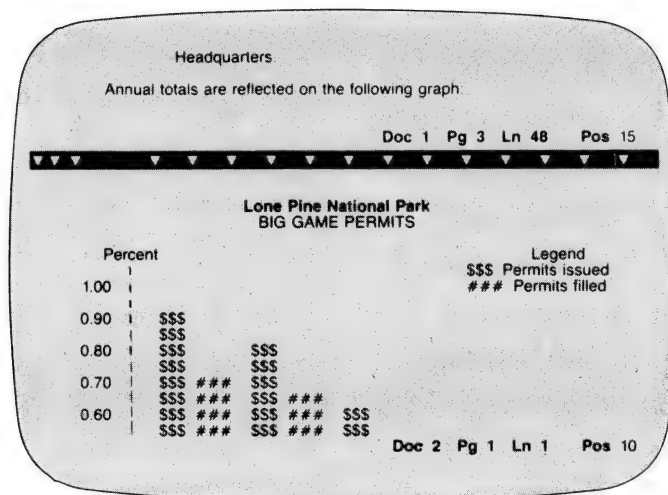 Headquarters.
Annual totals are reflected on the following graph:
Doc 1 Pg 3 Ln 48 Pos 15
Lone Pine National Park
BIG GAME PERMITS
Percent Legend
$$$ Permits issued
### Permits filled
1.00
0.90 $$$
$$$
0.80 $$$ $$$
$$$ $$$
0.70 $$$ ### $$$
$$$ ### $$$ ###
0.60 $$$ ### $$$ ### $$$
$$$ ### $$$ ### $$$
Doc 2 Pg 1 Ln 1 Pos 10